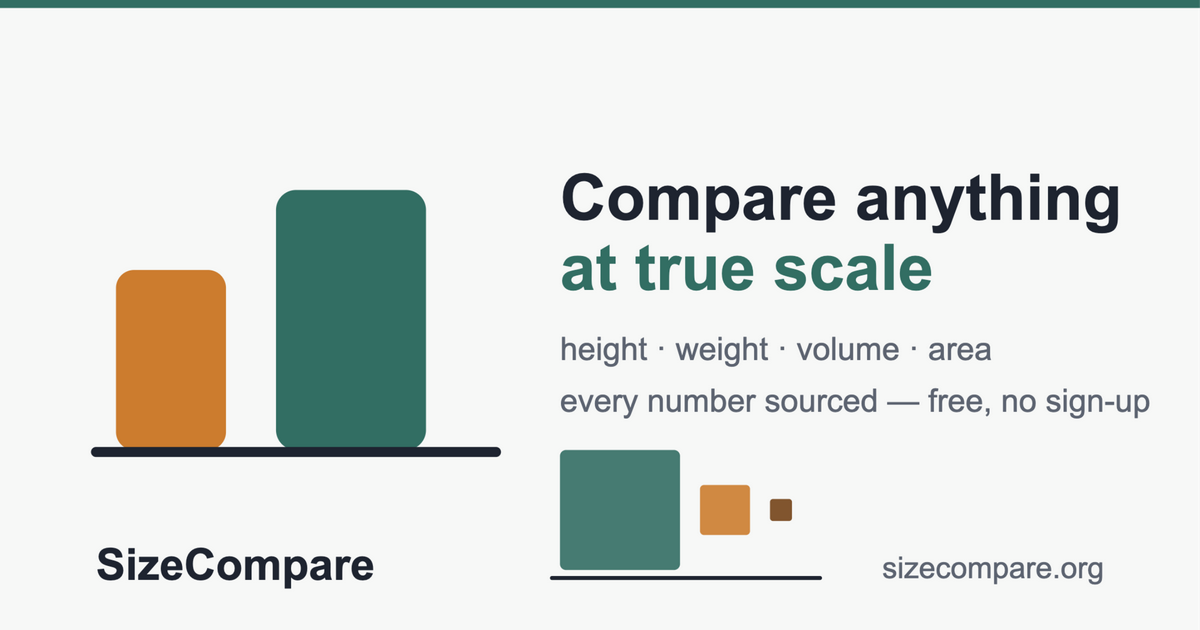 Compare anything
at true scale
height · weight · volume · area
every number sourced — free, no sign-up
SizeCompare
sizecompare.org